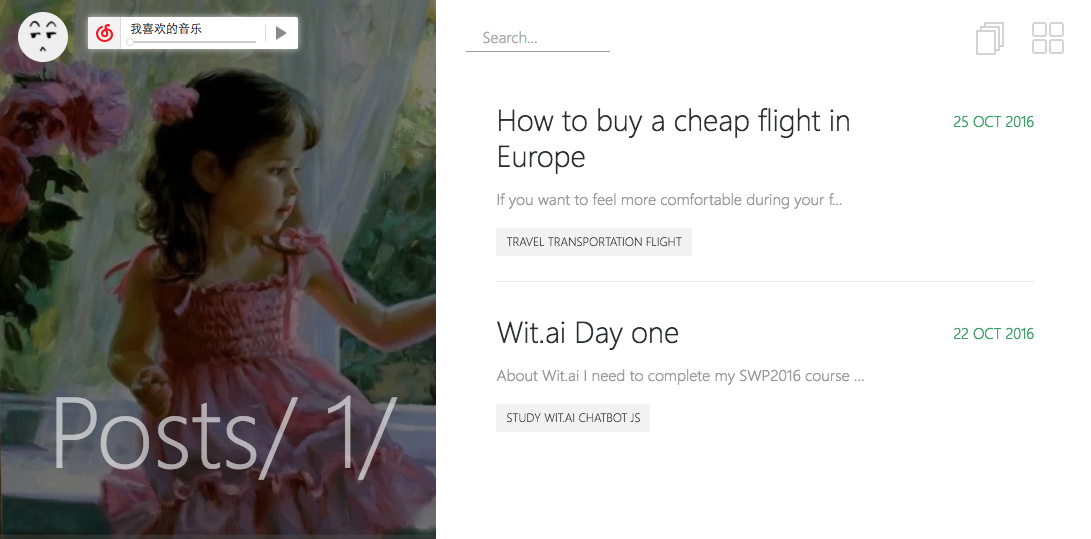 我喜欢的音乐
Search...
How to buy a cheap flight in
Europe
25 OCT 2016
If you want to feel more comfortable during your f...
TRAVEL TRANSPORTATION FLIGHT
Wit.ai Day one
22 OCT 2016
About Wit.ai I need to complete my SWP2016 course ...
STUDY WIT.AI CHATBOT JS
Posts/ 1/